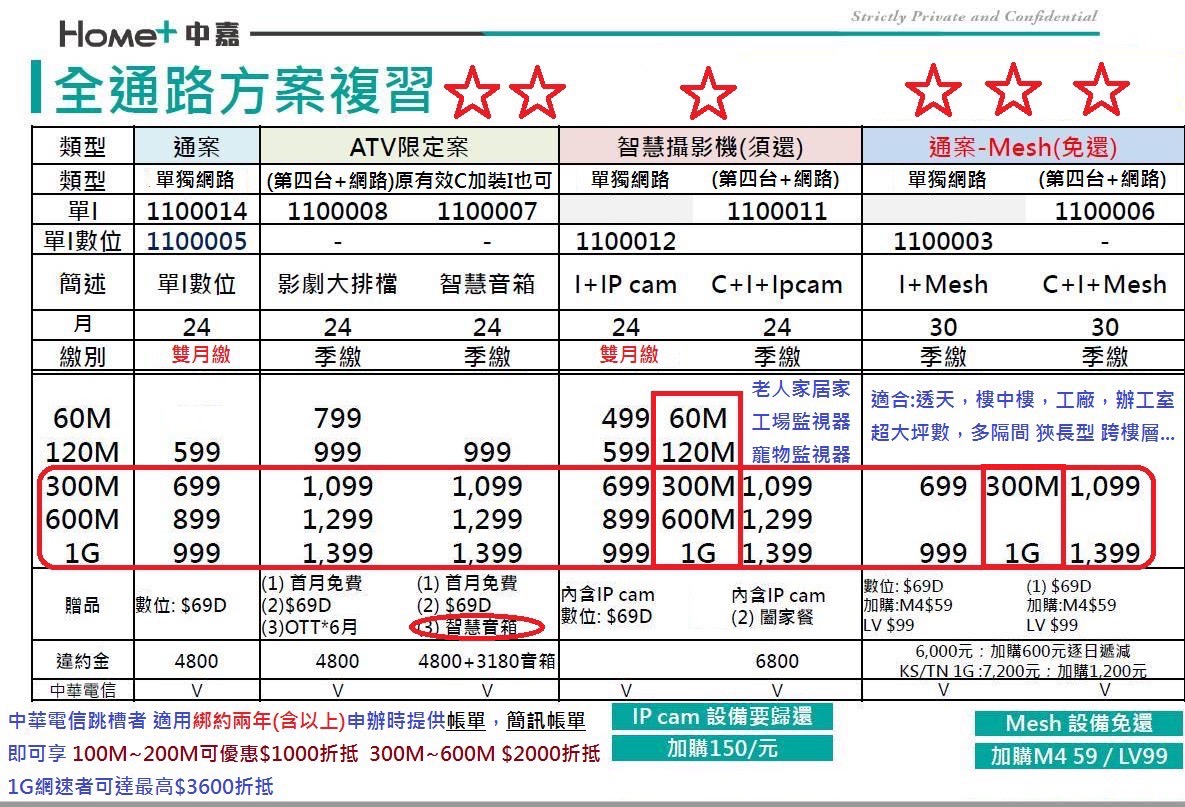 Strictly Private and Confidential
Home+ 中嘉
全通路方案複習
類型 通案 ATV限定案 智慧攝影機(須還) 通案-Mesh(免還)
類型 單獨網路 (第四台+網路)原有效C加裝I也可 單獨網路 (第四台+網路) 單獨網路 (第四台+網路)
單I 1100014 1100008 1100007 1100011 1100006
單I數位 1100005 - - 1100012 1100003 -
簡述 單I數位 影劇大排檔 智慧音箱 I+IP cam C+I+Ipcam I+Mesh C+I+Mesh
月 24 24 24 24 24 30 30
繳別 雙月繳 季繳 季繳 雙月繳 季繳 季繳 季繳
老人家居家
適合:透天，樓中樓，工廠，辦工室
60M 799 499 60M 工場監視器
超大坪數，多隔間 狹長型 跨樓層...
120M 599 999 999 599 120M 寵物監視器
300M 699 1,099 1,099 699 300M 1,099 699 300M 1,099
600M 899 1,299 1,299 899 600M 1,299
1G 999 1,399 1,399 999 1G 1,399 999 1G 1,399
贈品 數位: $69D
(1) 首月免費
(2)$69D
(3)OTT*6月
(1) 首月免費
(2) $69D
(3) 智慧音箱
內含IP cam
數位: $69D
內含IP cam
(2) 闔家餐
數位: $69D
加購:M4$59
LV $99
(1) $69D
加購:M4$59
LV $99
違約金 4800 4800 4800+3180音箱 6800
6,000元：加購600元逐日遞減
KS/TN 1G :7,200元：加購1,200元
中華電信 V V V V V V V
中華電信跳槽者 適用綁約兩年(含以上)申辦時提供帳單，簡訊帳單
即可享 100M~200M可優惠$1000折抵 300M~600M $2000折抵
1G網速者可達最高$3600折抵
IP cam 設備要歸還
加購150/元
Mesh 設備免還
加購M4 59 / LV99